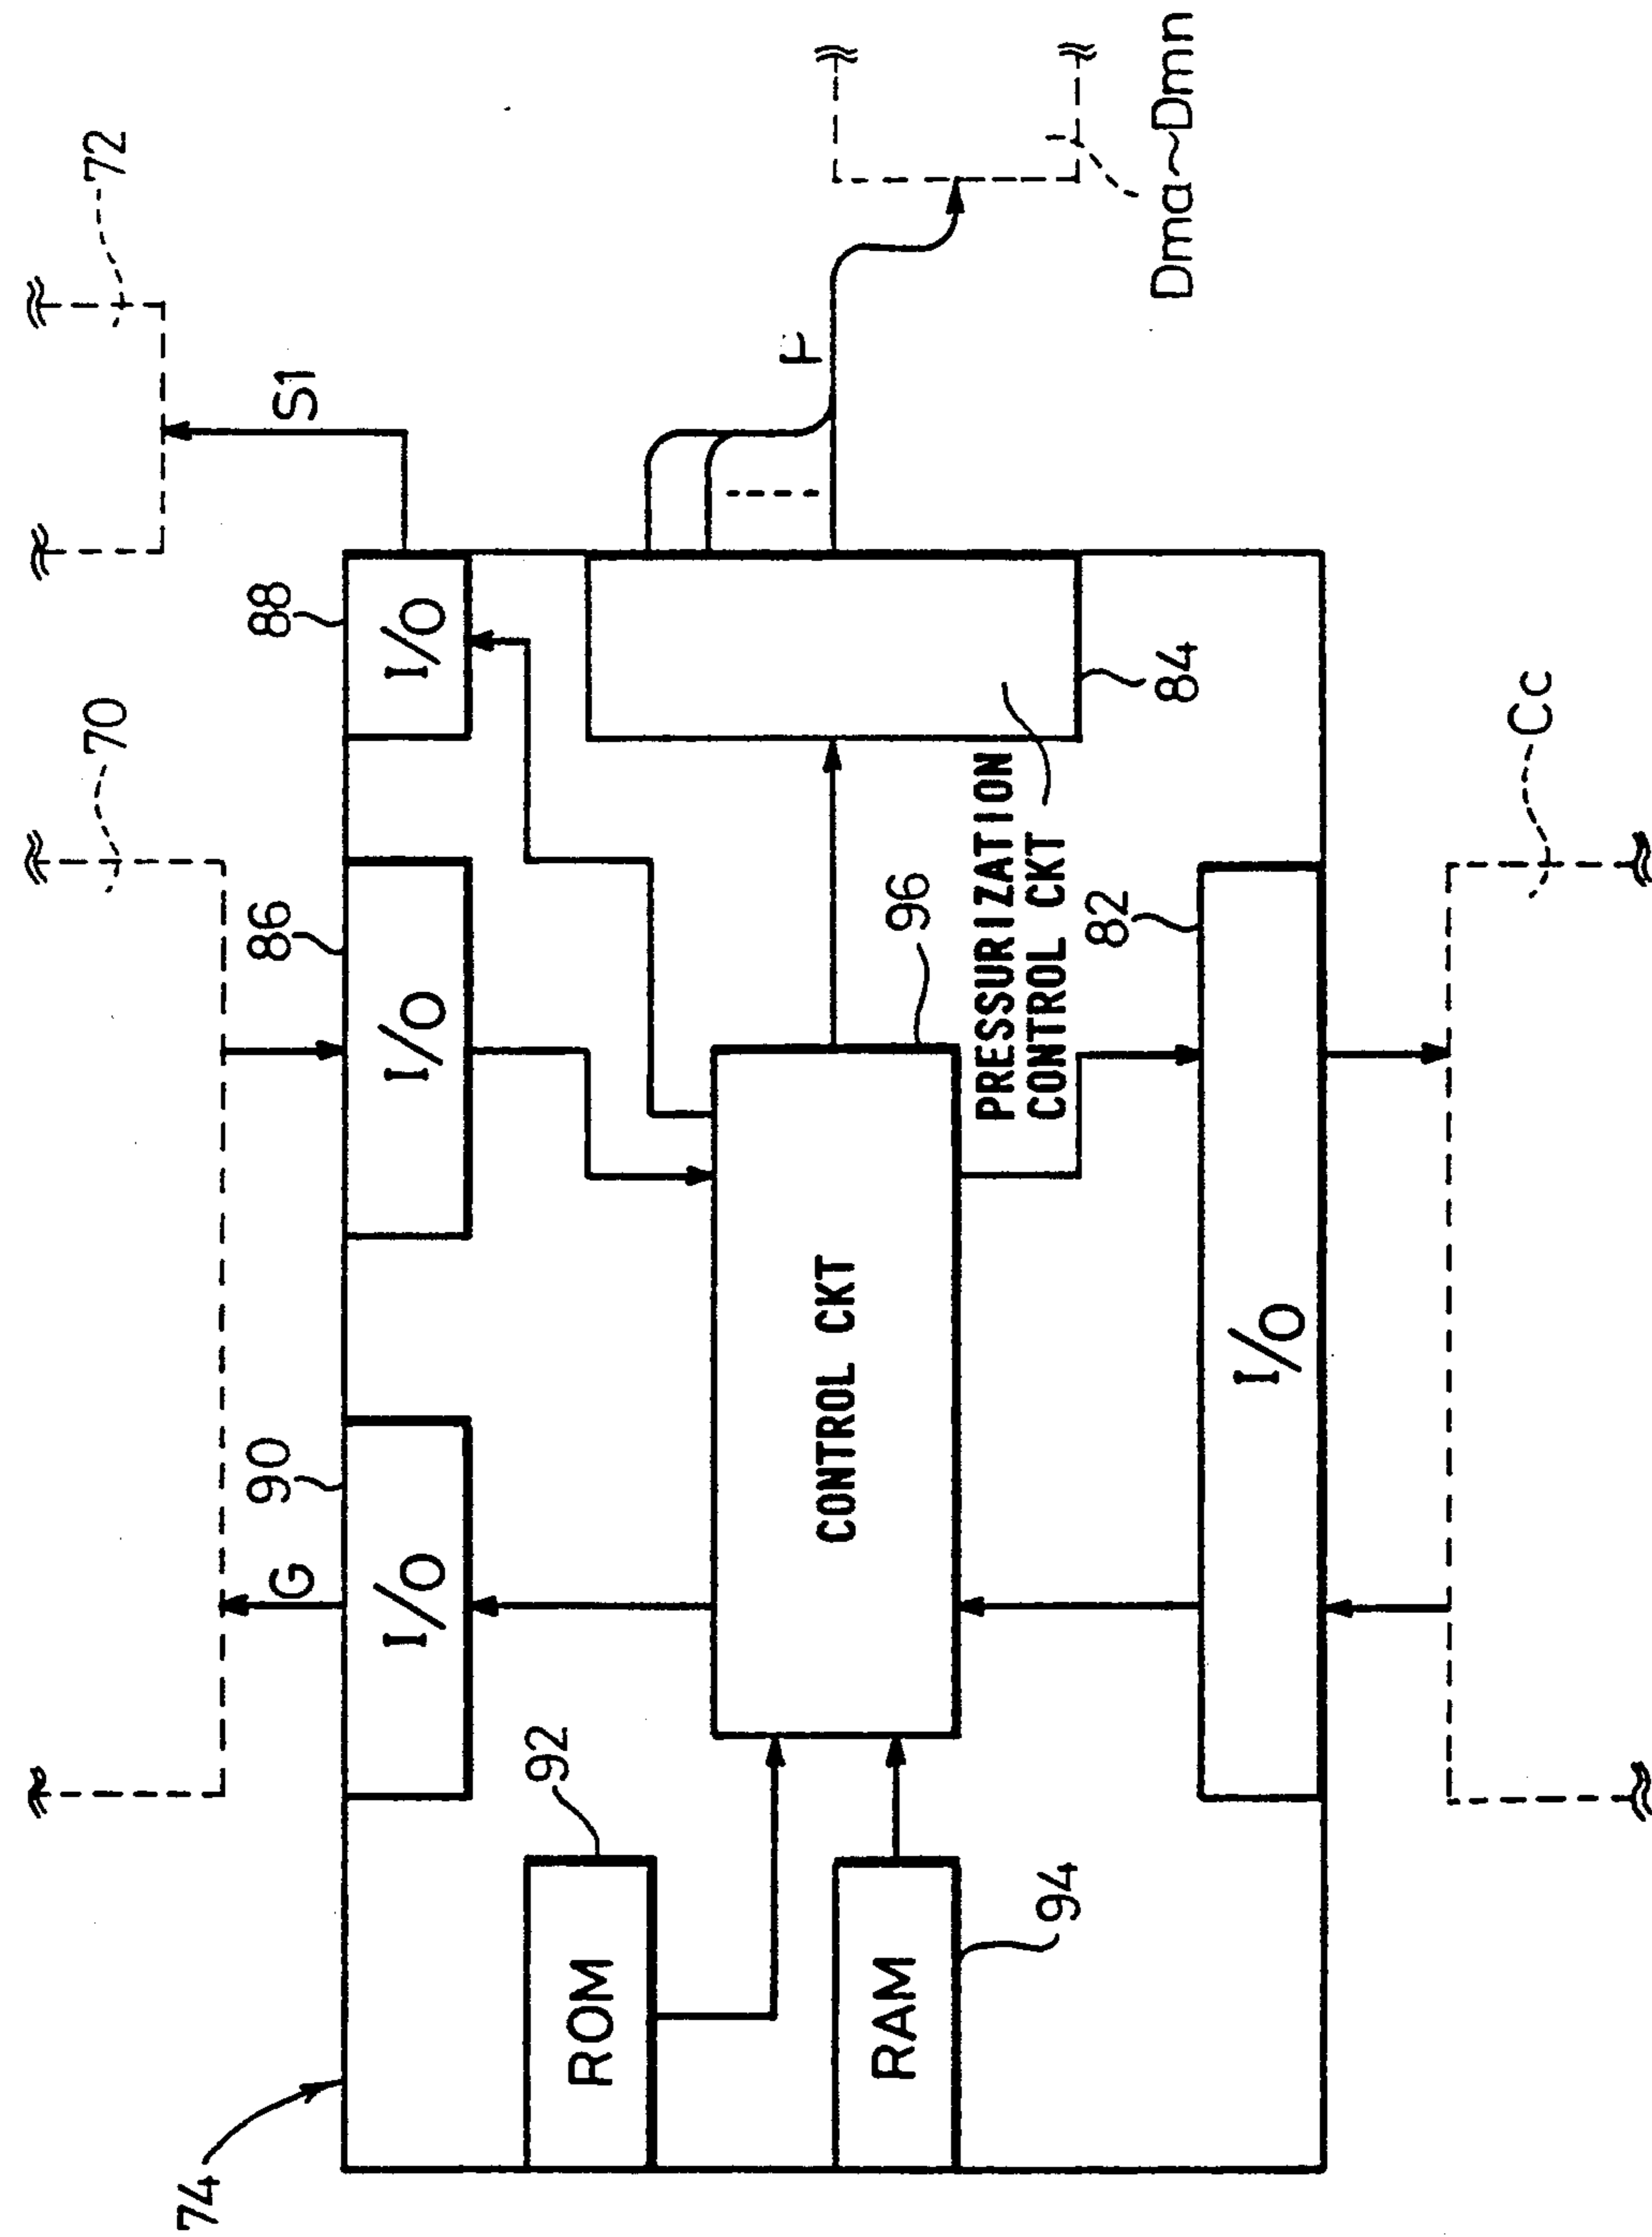 70
72
74
G
90
86
88
S1
I/O
I/O
I/O
92
ROM
F
CONTROL CKT
RAM
96
PRESSURIZATION
CONTROL CKT
94
82
84
Dma~Dmn
I/O
Cc